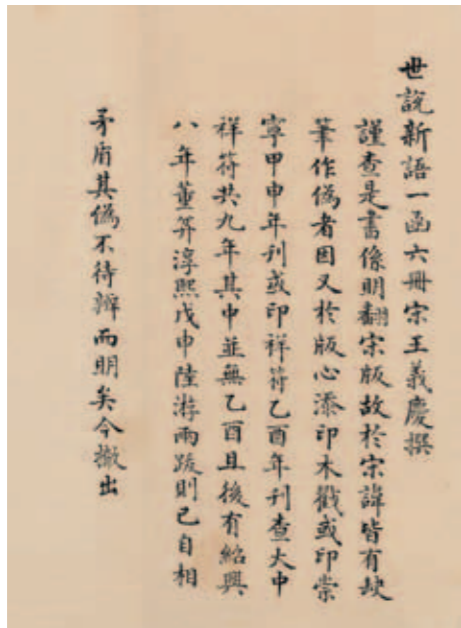 世說新語一函六冊宋王義慶撰
謹查是書係明翻宋版故於宋諱皆有缺
筆作偽者因又於版心添印木戳或印崇
寧甲申年刊或印祥符乙酉年刊查大中
祥符共九年其中並無乙酉且後有紹興
八年董弅淳熙戊申陸游兩跋則已自相
矛盾其偽不待辨而明矣今撤出